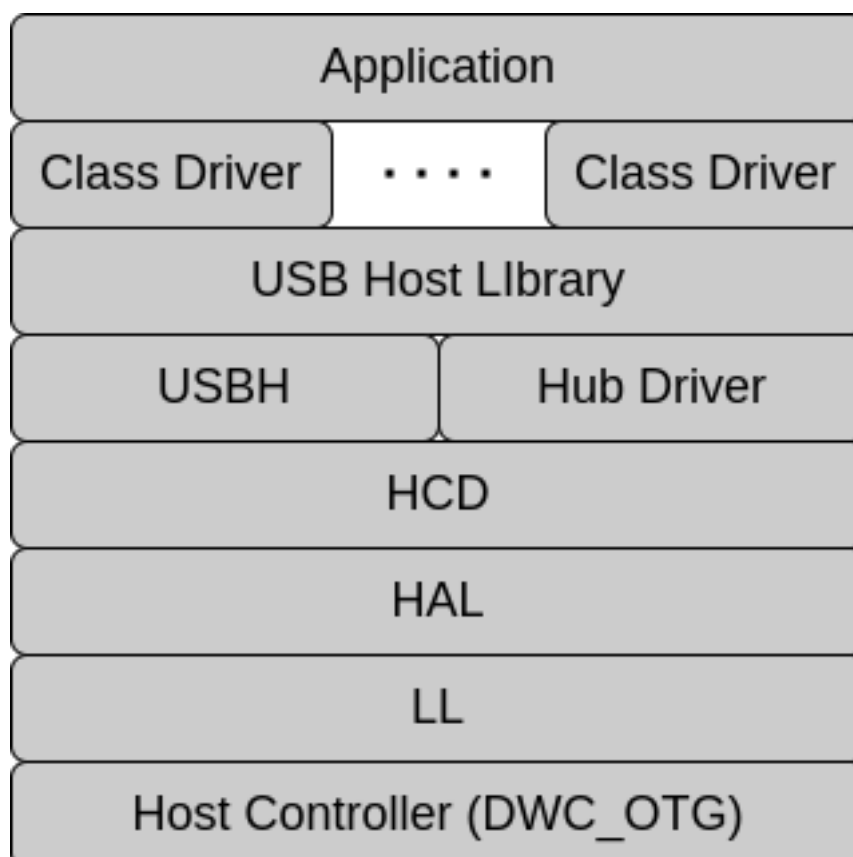 Application
Class Driver .... Class Driver
USB Host LIbrary
USBH Hub Driver
HCD
HAL
LL
Host Controller (DWC_OTG)